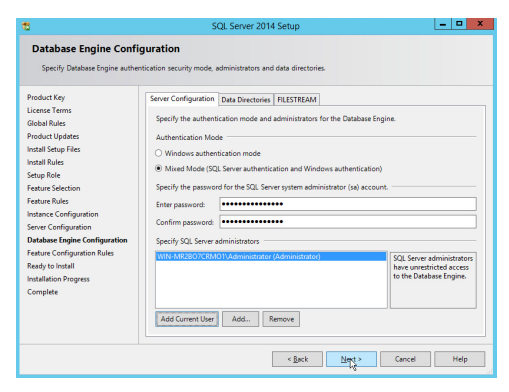 SQL Server 2014 Setup
Database Engine Configuration
Specify Database Engine authentication security mode, administrators and data directories.
Product Key
License Terms
Global Rules
Product Updates
Install Setup Files
Install Rules
Setup Role
Feature Selection
Feature Rules
Instance Configuration
Server Configuration
Database Engine Configuration
Feature Configuration Rules
Ready to Install
Installation Progress
Complete
Server Configuration Data Directories FILESTREAM
Specify the authentication mode and administrators for the Database Engine.
Authentication Mode
Windows authentication mode
Mixed Mode (SQL Server authentication and Windows authentication)
Specify the password for the SQL Server system administrator (sa) account.
Enter password: ●●●●●●●●●●●●●●●
Confirm password: ●●●●●●●●●●●●●●●
Specify SQL Server administrators
WIN-MR2BO7CRMO1\Administrator (Administrator)
SQL Server administrators
have unrestricted access
to the Database Engine.
Add Current User Add... Remove
< Back Next > Cancel Help